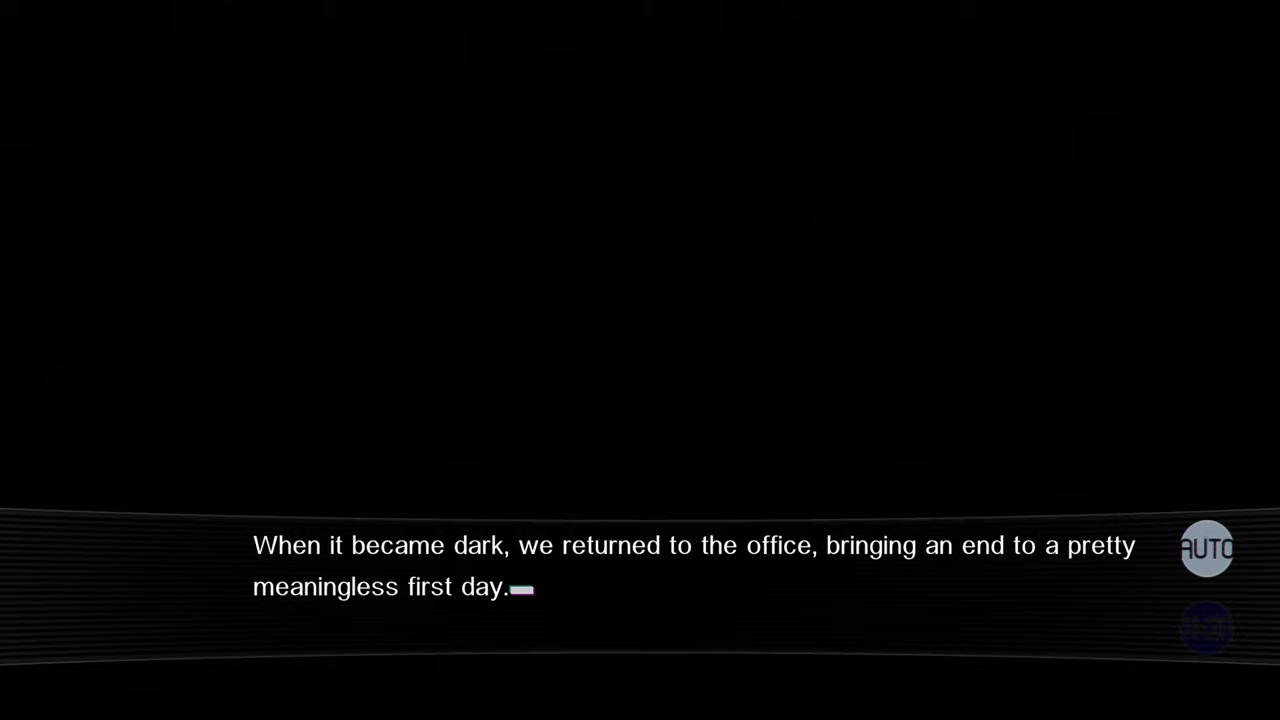 When it became dark, we returned to the office, bringing an end to a pretty
meaningless first day.
AUTO